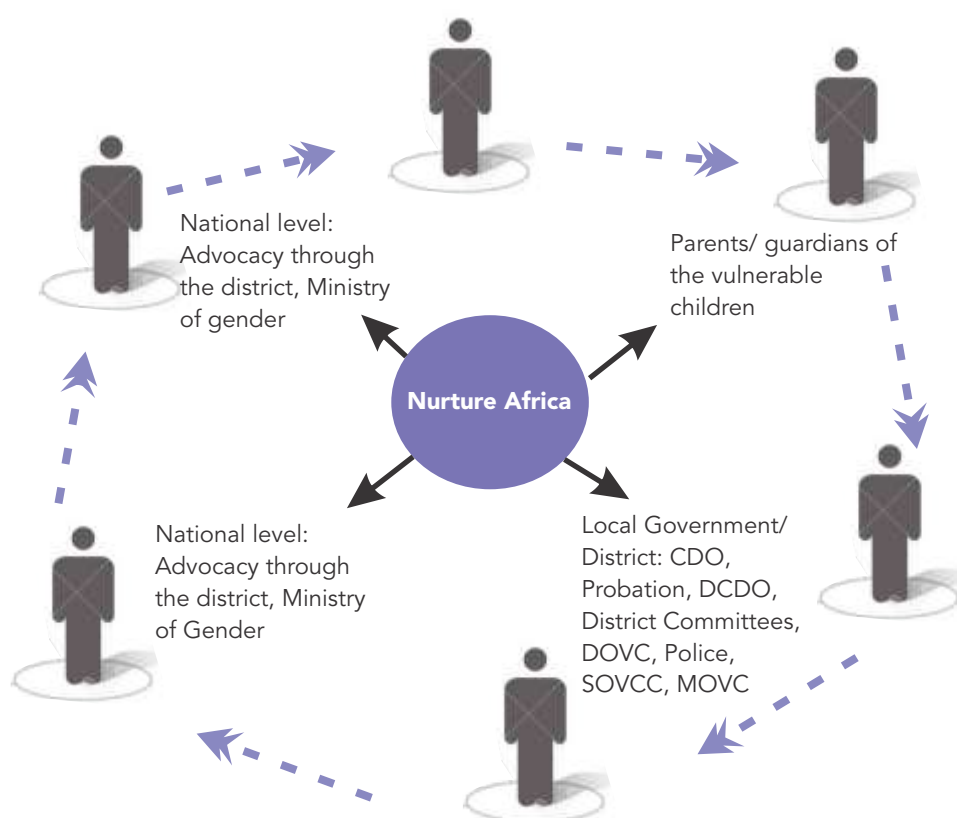 National level:
Advocacy through
the district, Ministry
of gender
Parents/ guardians of
the vulnerable
children
Nurture Africa
National level:
Advocacy through
the district, Ministry
of Gender
Local Government/
District: CDO,
Probation, DCDO,
District Committees,
DOVC, Police,
SOVCC, MOVC